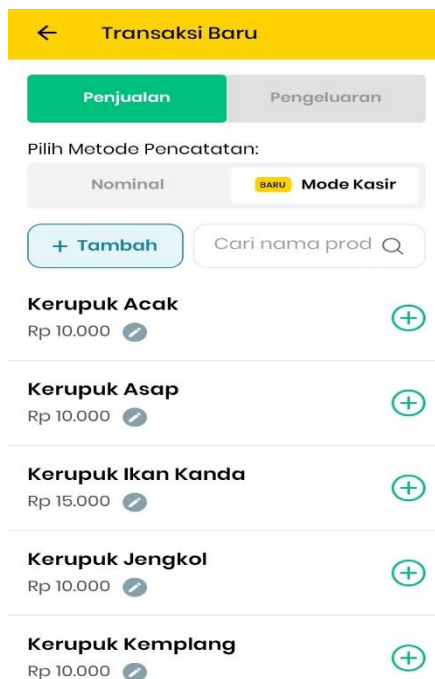 Transaksi Baru
Penjualan
Pengeluaran
Pilih Metode Pencatatan:
Nominal
BARU Mode Kasir
+ Tambah
Cari nama prod
Kerupuk Acak
Rp 10.000
Kerupuk Asap
Rp 10.000
Kerupuk Ikan Kanda
Rp 15.000
Kerupuk Jengkol
Rp 10.000
Kerupuk Kemplang
Rp 10.000